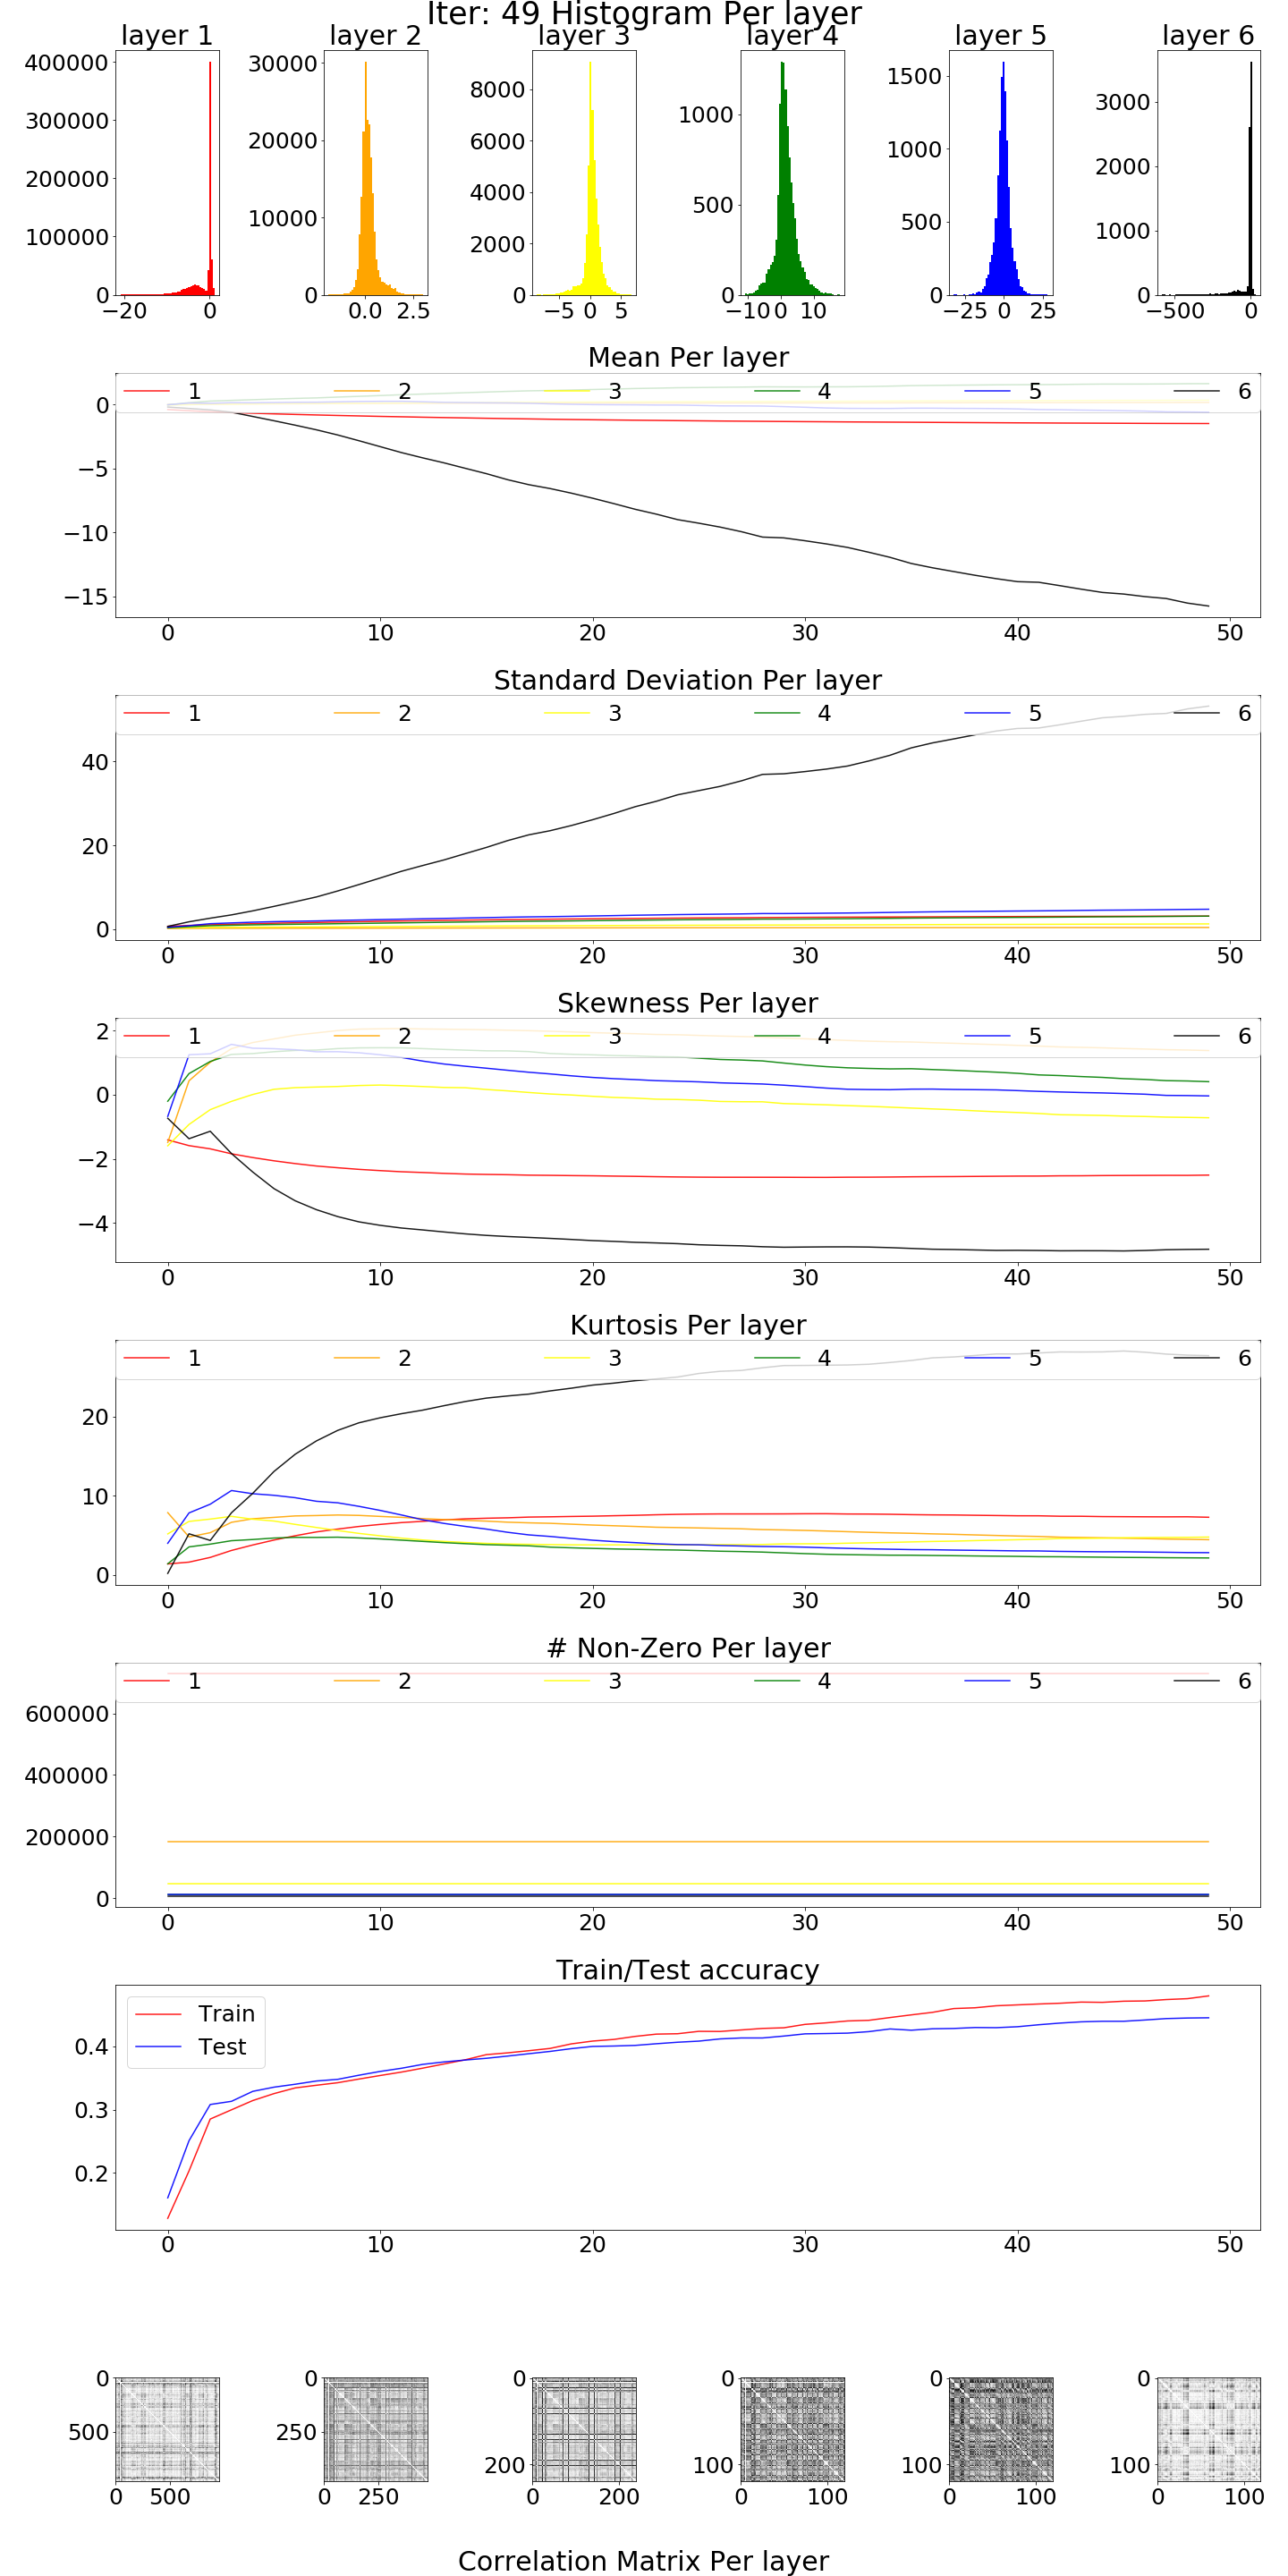 Iter: 49 Histogram Per layer
layer 1 layer 2 layer 3 layer 4 layer 5 layer 6
400000
300000
200000
100000
0
−20 0
30000
20000
10000
0
0.0 2.5
8000
6000
4000
2000
0
−5 0 5
1000
500
0
−10 0 10
1500
1000
500
0
−25 0 25
3000
2000
1000
0
−500 0
Mean Per layer
1 2 3 4 5 6
0
−5
−10
−15
0 10 20 30 40 50
Standard Deviation Per layer
1 2 3 4 5 6
40
20
0
0 10 20 30 40 50
Skewness Per layer
1 2 3 4 5 6
2
0
−2
−4
0 10 20 30 40 50
Kurtosis Per layer
1 2 3 4 5 6
20
10
0
0 10 20 30 40 50
# Non-Zero Per layer
1 2 3 4 5 6
600000
400000
200000
0
0 10 20 30 40 50
Train/Test accuracy
Train
Test
0.4
0.3
0.2
0 10 20 30 40 50
0
500
0 500
0
250
0 250
0
200
0 200
0
100
0 100
0
100
0 100
0
100
0 100
Correlation Matrix Per layer